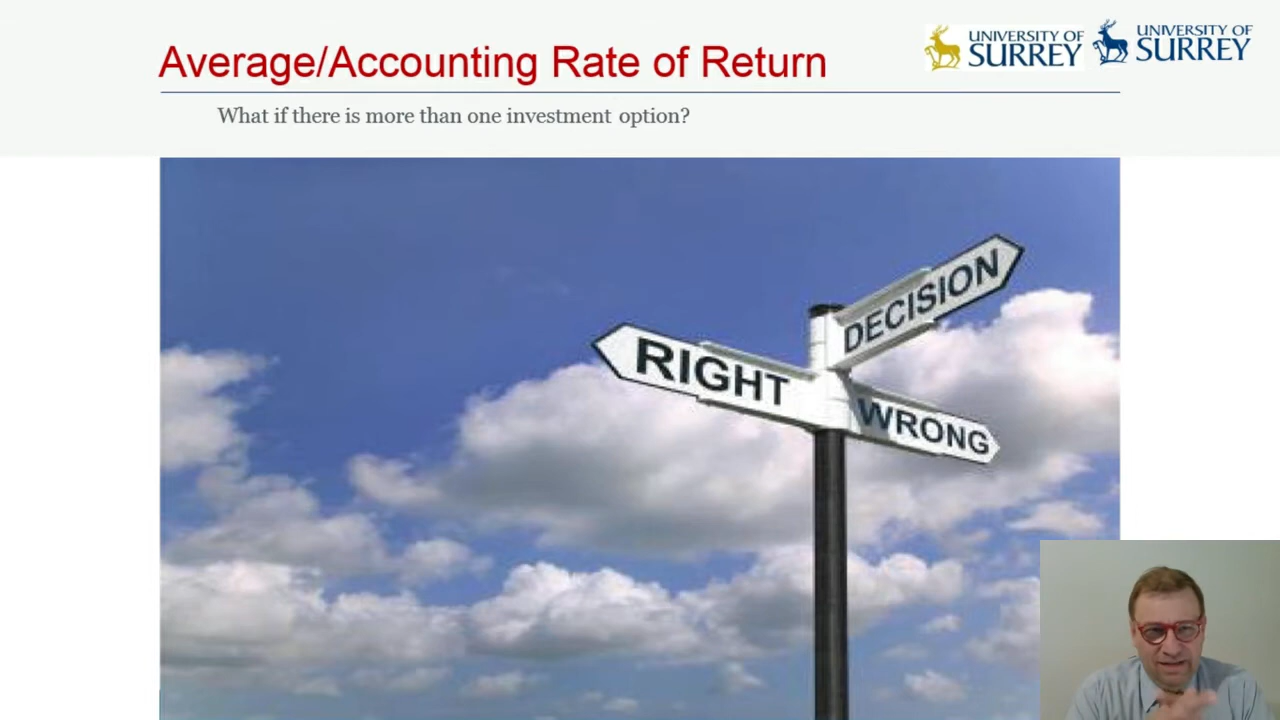 Average/Accounting Rate of Return
UNIVERSITY OF
SURREY
UNIVERSITY OF
SURREY
What if there is more than one investment option?
DECISION
RIGHT
WRONG